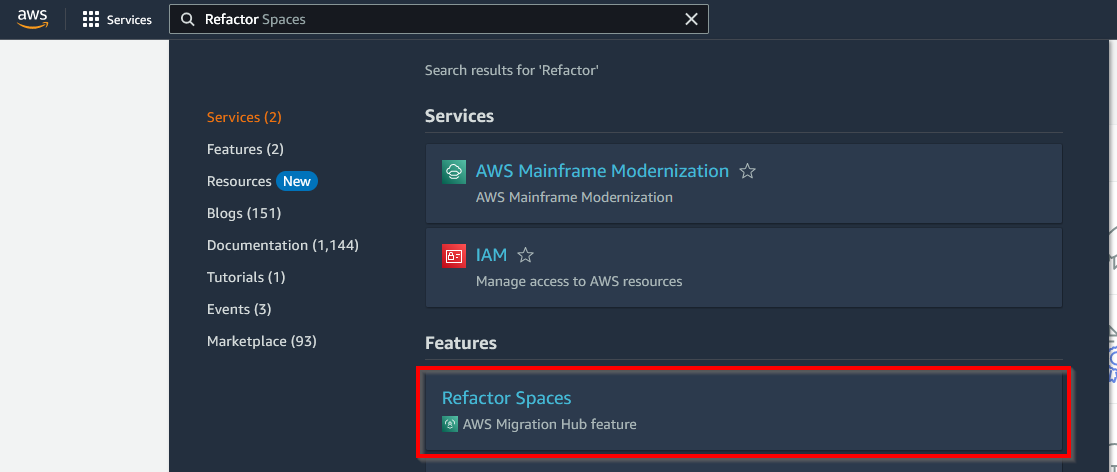 aws
Services
Refactor Spaces
Search results for 'Refactor'
Services (2)
Features (2)
Resources New
Blogs (151)
Documentation (1,144)
Tutorials (1)
Events (3)
Marketplace (93)
Services
AWS Mainframe Modernization
AWS Mainframe Modernization
IAM
Manage access to AWS resources
Features
Refactor Spaces
AWS Migration Hub feature